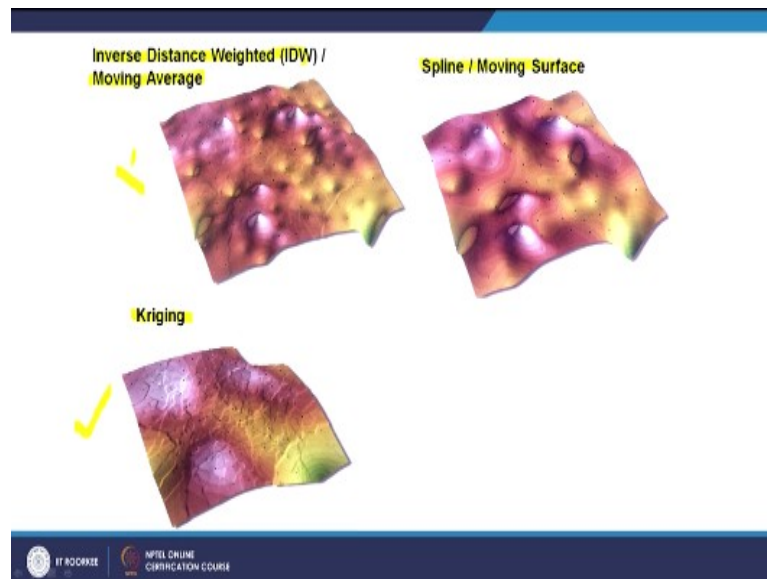 Inverse Distance Weighted (IDW) /
Moving Average
Spline / Moving Surface
Kriging
IIT ROORKEE
NPTEL ONLINE
CERTIFICATION COURSE